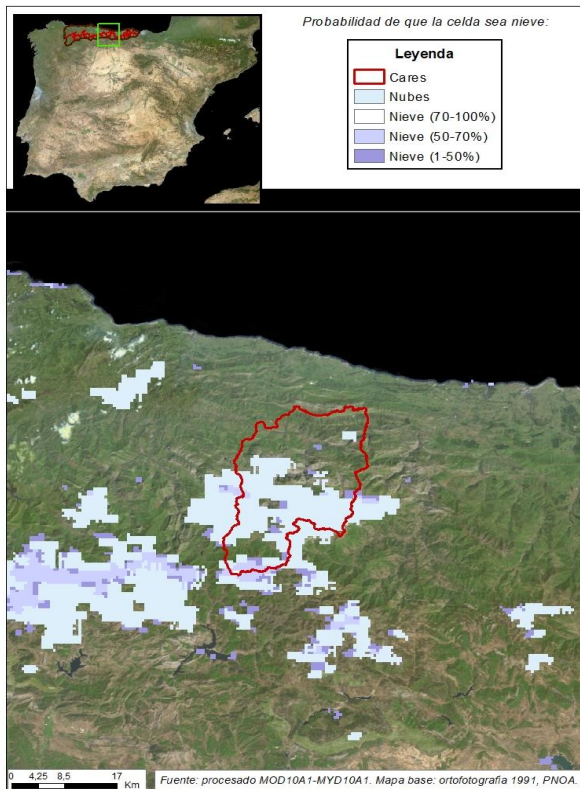 Probabilidad de que la celda sea nieve:
Leyenda
Cares
Nubes
Nieve (70-100%)
Nieve (50-70%)
Nieve (1-50%)
0 4,25 8,5 17
Km
Fuente: procesado MOD10A1-MYD10A1. Mapa base: ortofotografia 1991, PNOA.